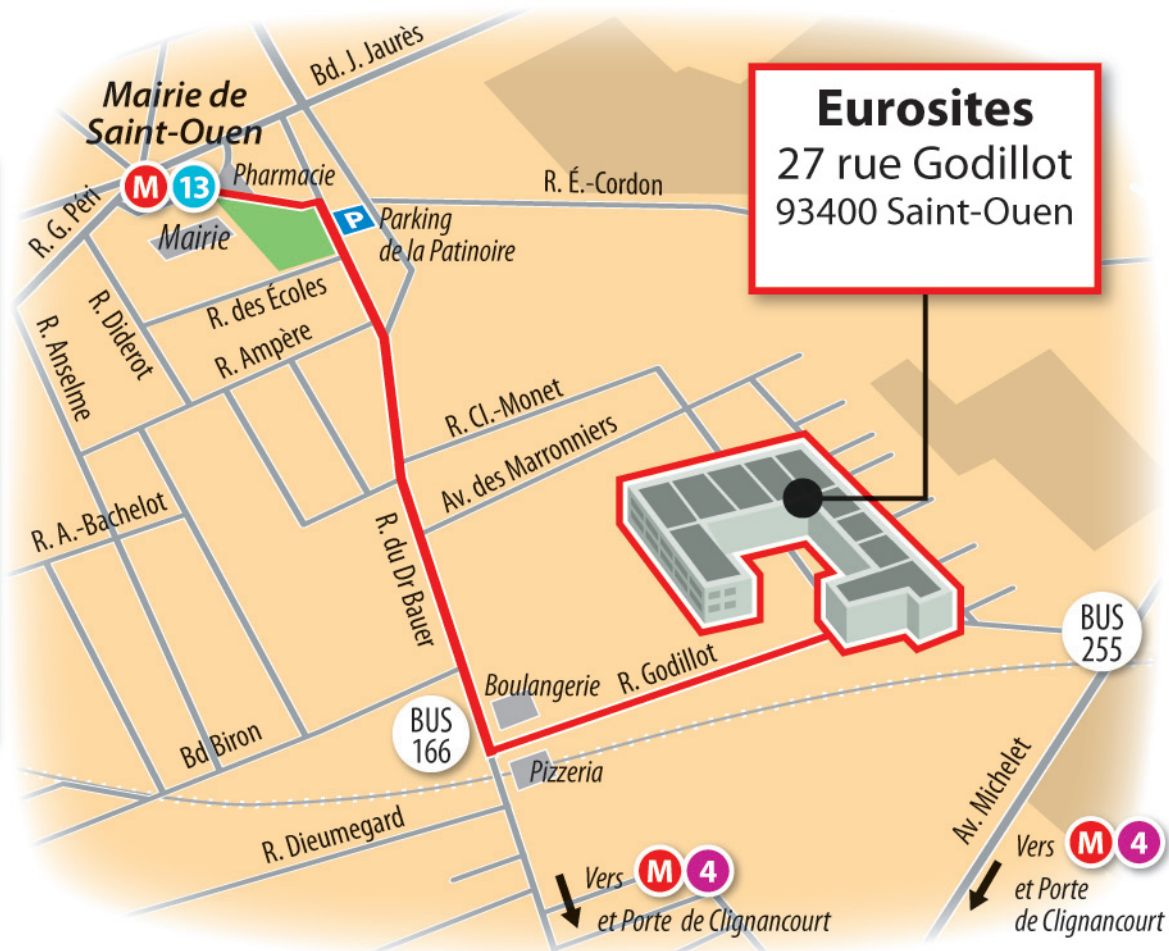 Bd. J. Jaurès
Mairie de
Saint-Ouen
M 13
Pharmacie
R. G. Péri
Mairie
P
Parking
de la Patinoire
R. É.-Cordon
Eurosites
27 rue Godillot
93400 Saint-Ouen
R. des Écoles
R. Diderot
R. Anselme
R. Ampère
R. Cl.-Monet
Av. des Marronniers
R. A.-Bachelot
R. du Dr Bauer
BUS
255
Boulangerie
R. Godillot
BUS
166
Bd Biron
Pizzeria
R. Dieumegard
Av. Michelet
Vers M 4
et Porte de Clignancourt
Vers M 4
et Porte
de Clignancourt